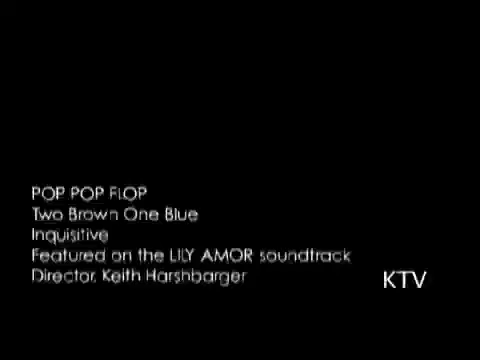 POP POP FLOP
Two Brown One Blue
Inquisitive
Featured on the LILY AMOR soundtrack
Director, Keith Harshbarger
KTV